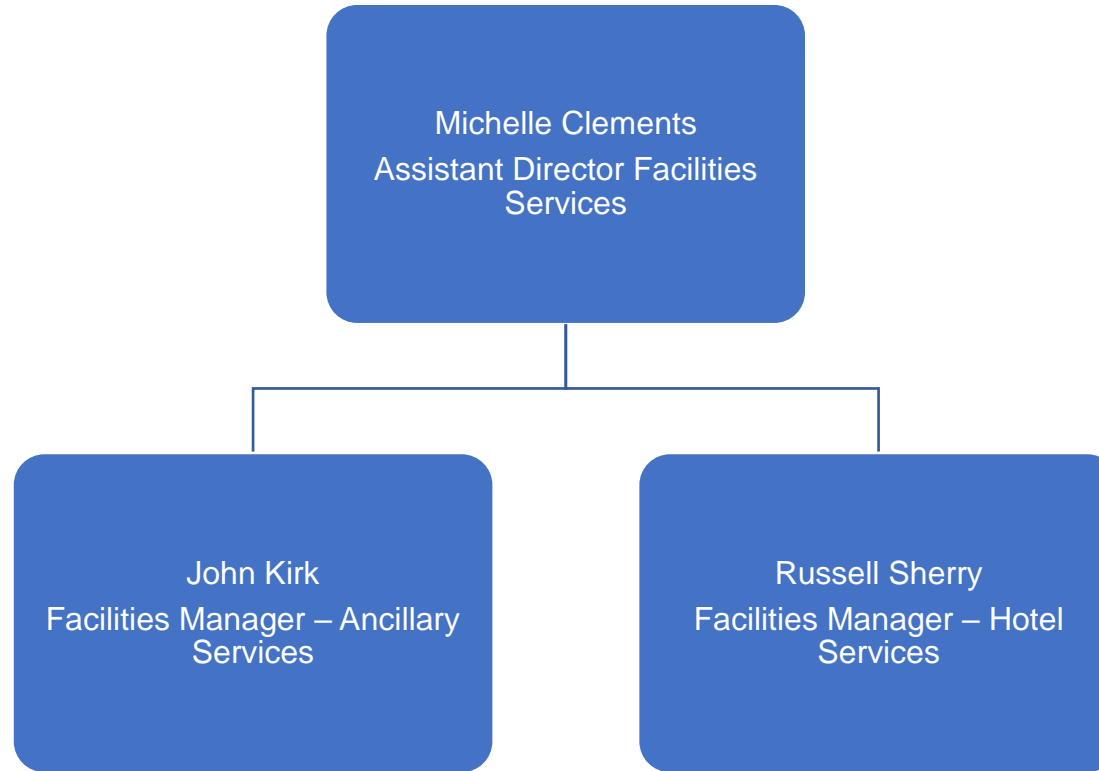 Michelle Clements
Assistant Director Facilities
Services
John Kirk
Facilities Manager – Ancillary
Services
Russell Sherry
Facilities Manager – Hotel
Services